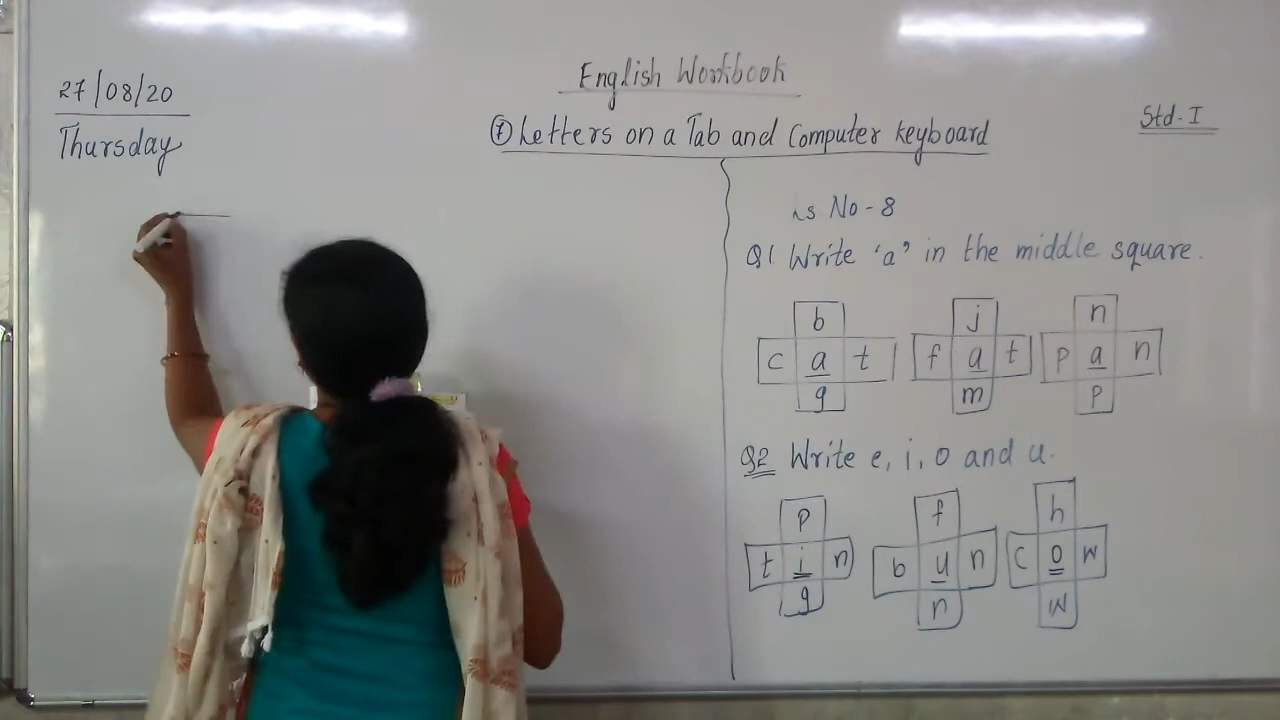 27/08/20
Thursday
English Workbook
① Letters on a Tab and Computer keyboard
Std-I
No-8
Q1 Write 'a' in the middle square.
b j n
c a t f a t p a n
g m p
Q2 Write e, i, o and u.
p f h
t i n b u n c o w
g n w